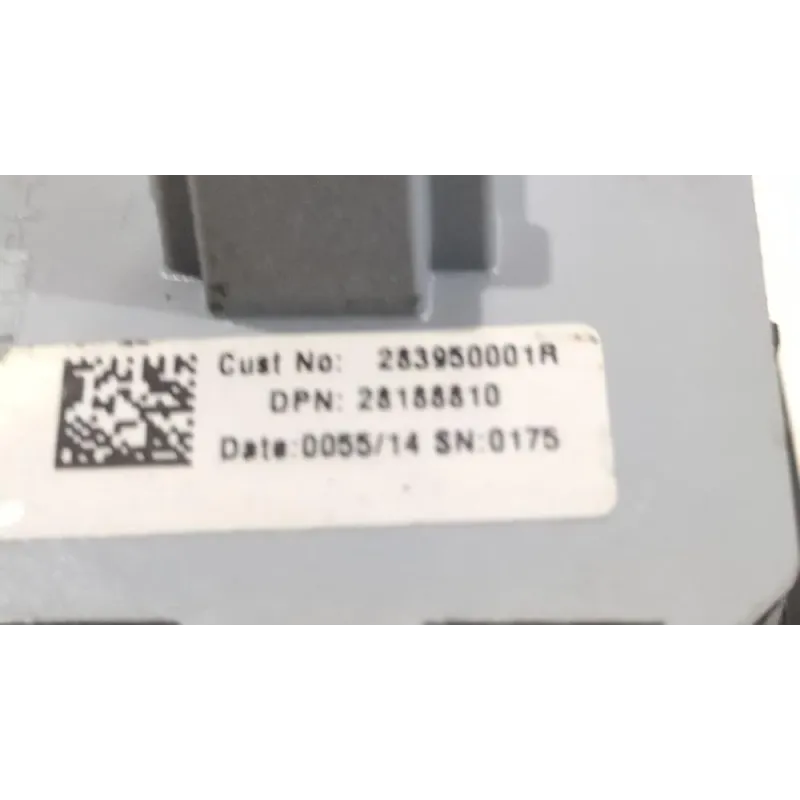 Cust No: 283950001R
DPN: 28188810
Date:0055/14 SN:0175